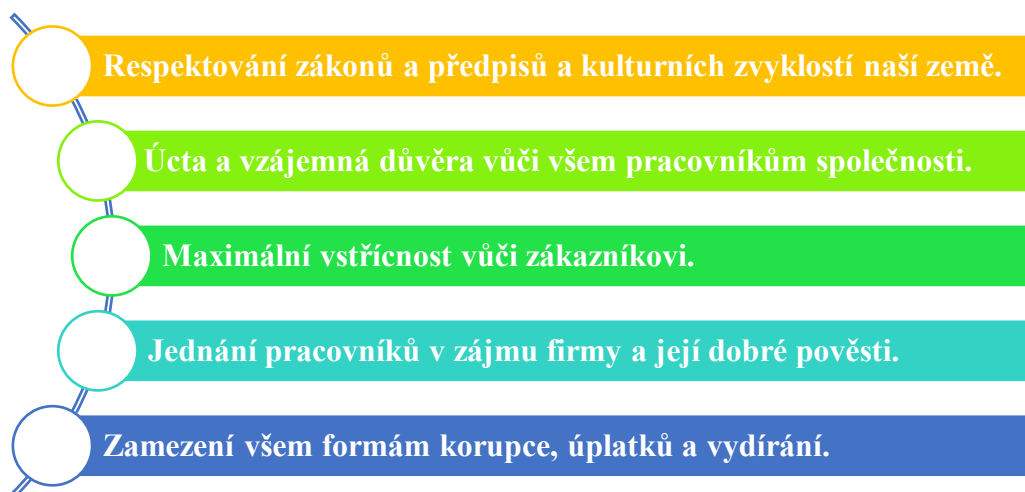 Respektování zákonů a předpisů a kulturních zvyklostí naší země.
Úcta a vzájemná důvěra vůči všem pracovníkům společnosti.
Maximální vstřícnost vůči zákazníkovi.
Jednání pracovníků v zájmu firmy a její dobré pověsti.
Zamezení všem formám korupce, úplatků a vydírání.